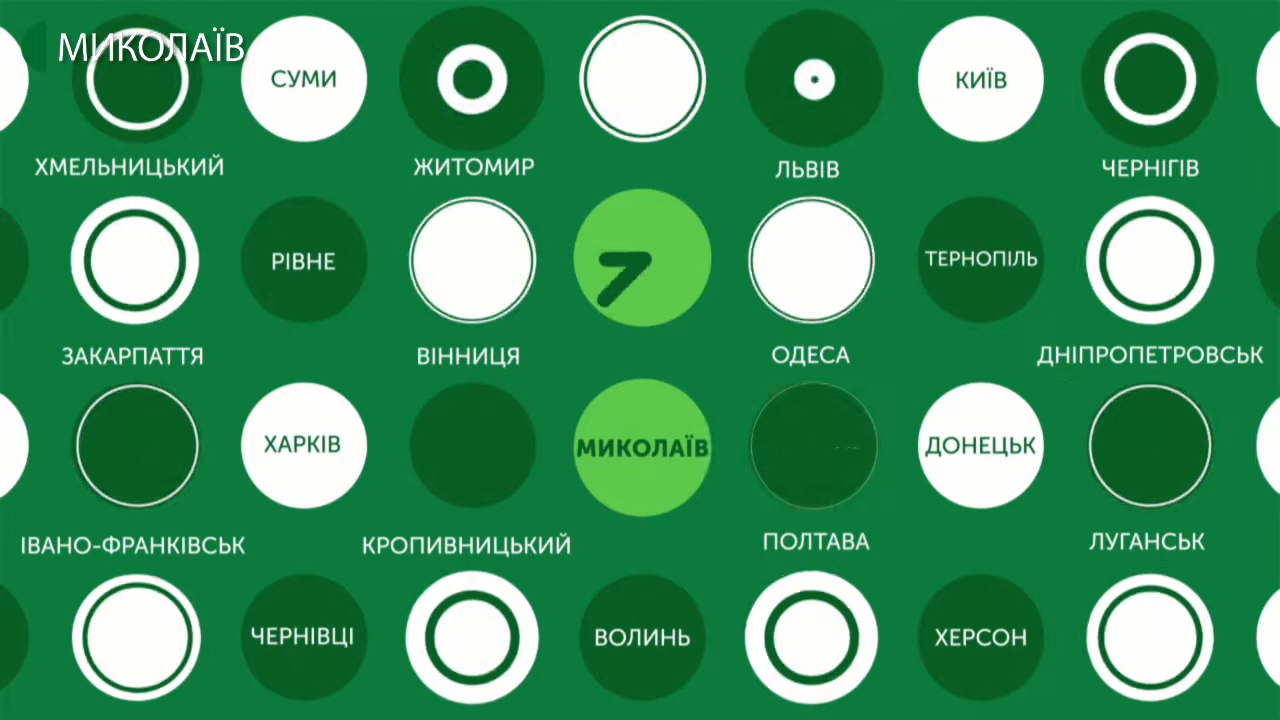 МИКОЛАЇВ
СУМИ
КИЇВ
ХМЕЛЬНИЦЬКИЙ
ЖИТОМИР
ЛЬВІВ
ЧЕРНІГІВ
РІВНЕ
ТЕРНОПІЛЬ
ЗАКАРПАТТЯ
ВІННИЦЯ
ОДЕСА
ДНІПРОПЕТРОВСЬК
ХАРКІВ
МИКОЛАЇВ
ДОНЕЦЬК
ІВАНО-ФРАНКІВСЬК
КРОПИВНИЦЬКИЙ
ПОЛТАВА
ЛУГАНСЬК
ЧЕРНІВЦІ
ВОЛИНЬ
ХЕРСОН